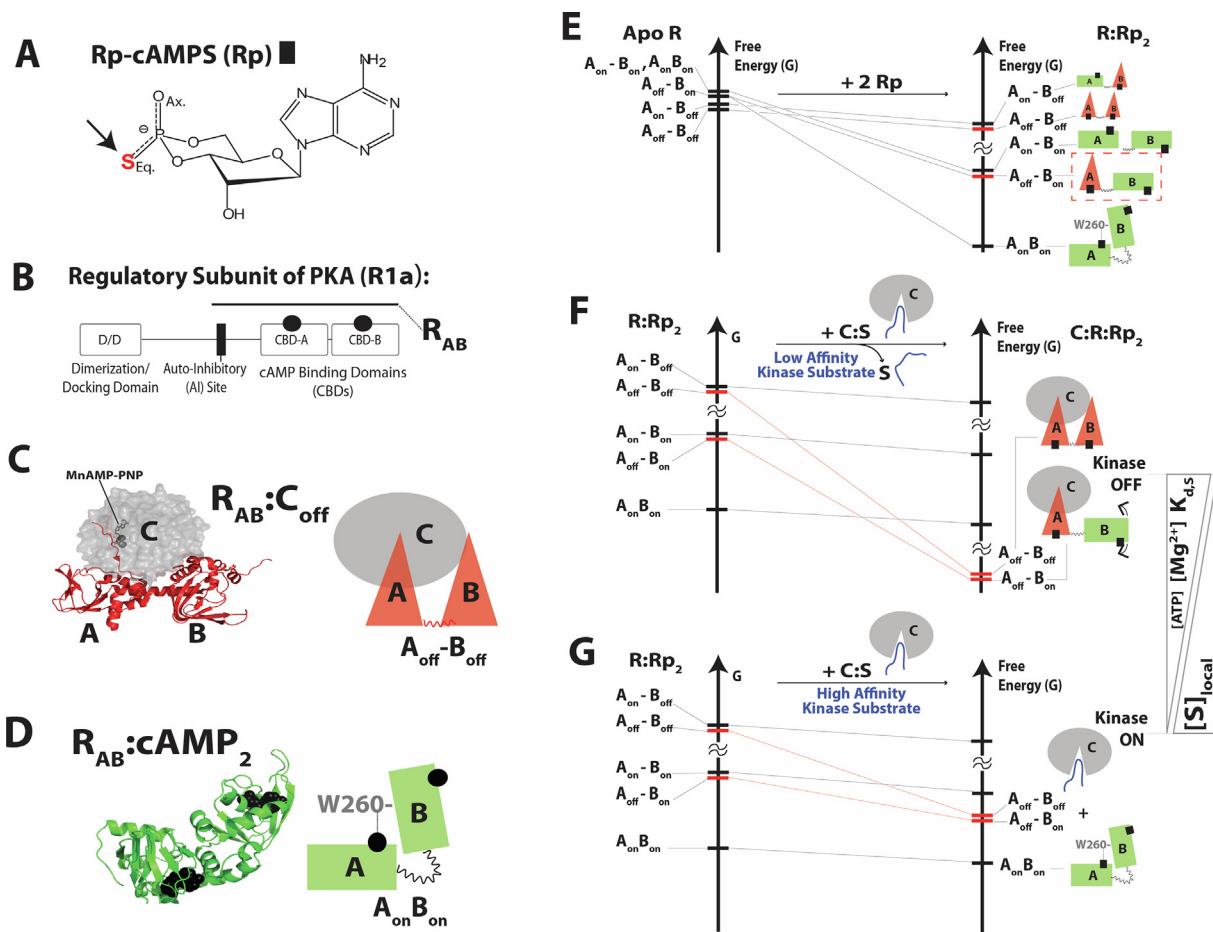 A
Rp-cAMPS (Rp)
O
Ax.
⊖
P
S
Eq.
O
O
O
OH
N
N
N
N
NH2
B
Regulatory Subunit of PKA (R1a):
D/D
CBD-A
CBD-B
RAB
Dimerization/
Docking Domain
Auto-Inhibitory
(AI) Site
cAMP Binding Domains
(CBDs)
C
MnAMP-PNP
C
A
B
RAB:Coff
C
A
B
Aoff-Boff
D
RAB:cAMP2
W260-
B
A
AonBon
E
Apo R
Free
Energy (G)
Aon-Bon, AonBon
Aoff-Bon
Aon-Boff
Aoff-Boff
+ 2 Rp
Free
Energy (G)
R:Rp2
Aon-Boff
A
B
Aoff-Boff
A
B
Aon-Bon
A
B
Aoff-Bon
A
B
W260-
B
AonBon
A
F
R:Rp2
G
C
+ C:S
Low Affinity
Kinase Substrate
S
Free
Energy (G)
C:R:Rp2
Aon-Boff
Aoff-Boff
Aon-Bon
Aoff-Bon
AonBon
C
A
B
Kinase
OFF
C
A
B
Aoff-Boff
Aoff-Bon
[ATP] [Mg2+] Kd,S
[S]local
G
R:Rp2
G
C
+ C:S
High Affinity
Kinase Substrate
Free
Energy (G)
Aon-Boff
Aoff-Boff
Aon-Bon
Aoff-Bon
AonBon
Kinase
ON
C
Aoff-Boff
Aoff-Bon
+
W260-
B
AonBon
A